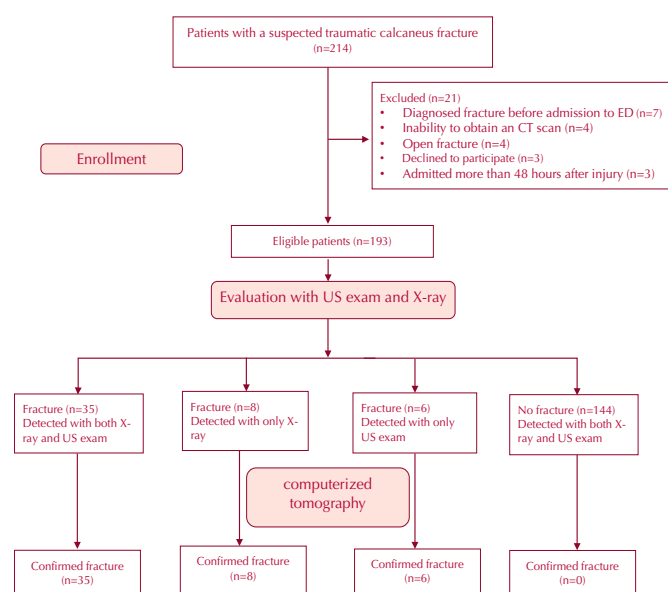 Patients with a suspected traumatic calcaneus fracture
(n=214)
Excluded (n=21)
• Diagnosed fracture before admission to ED(n=7)
• Inability to obtain an CT scan (n=4)
• Open fracture (n=4)
• Declined to participate (n=3)
• Admitted more than 48 hours after injury (n=3)
Enrollment
Eligible patients (n=193)
Evaluation with US exam and X-ray
Fracture (n=35)
Detected with both X-
ray and US exam
Fracture (n=8)
Detected with only X-
ray
Fracture (n=6)
Detected with only
US exam
No fracture (n=144)
Detected with both X-
ray and US exam
computerized
tomography
Confirmed fracture
(n=35)
Confirmed fracture
(n=8)
Confirmed fracture
(n=6)
Confirmed fracture
(n=0)